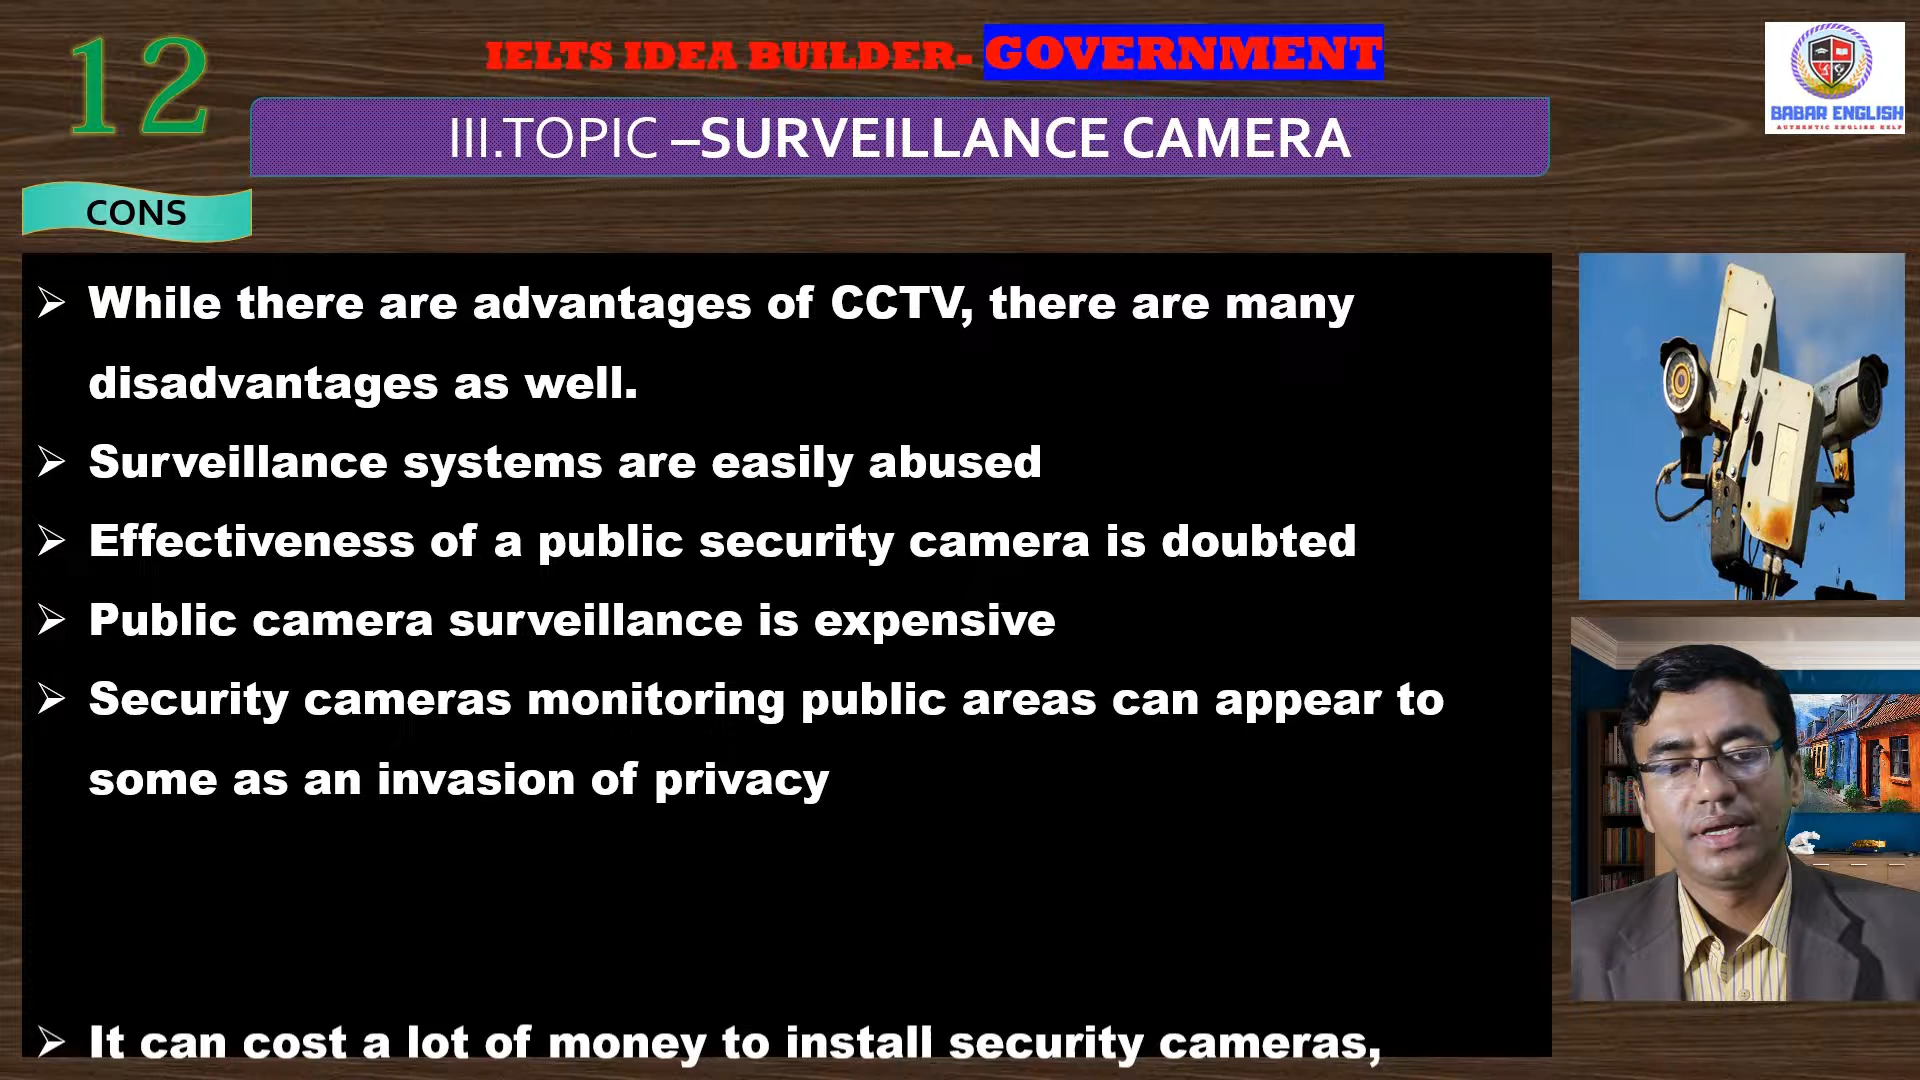 12
IELTS IDEA BUILDER- GOVERNMENT
BABAR ENGLISH
AUTHENTIC ENGLISH HELP
III.TOPIC –SURVEILLANCE CAMERA
CONS
➢ While there are advantages of CCTV, there are many
disadvantages as well.
➢ Surveillance systems are easily abused
➢ Effectiveness of a public security camera is doubted
➢ Public camera surveillance is expensive
➢ Security cameras monitoring public areas can appear to
some as an invasion of privacy
➢ It can cost a lot of money to install security cameras,